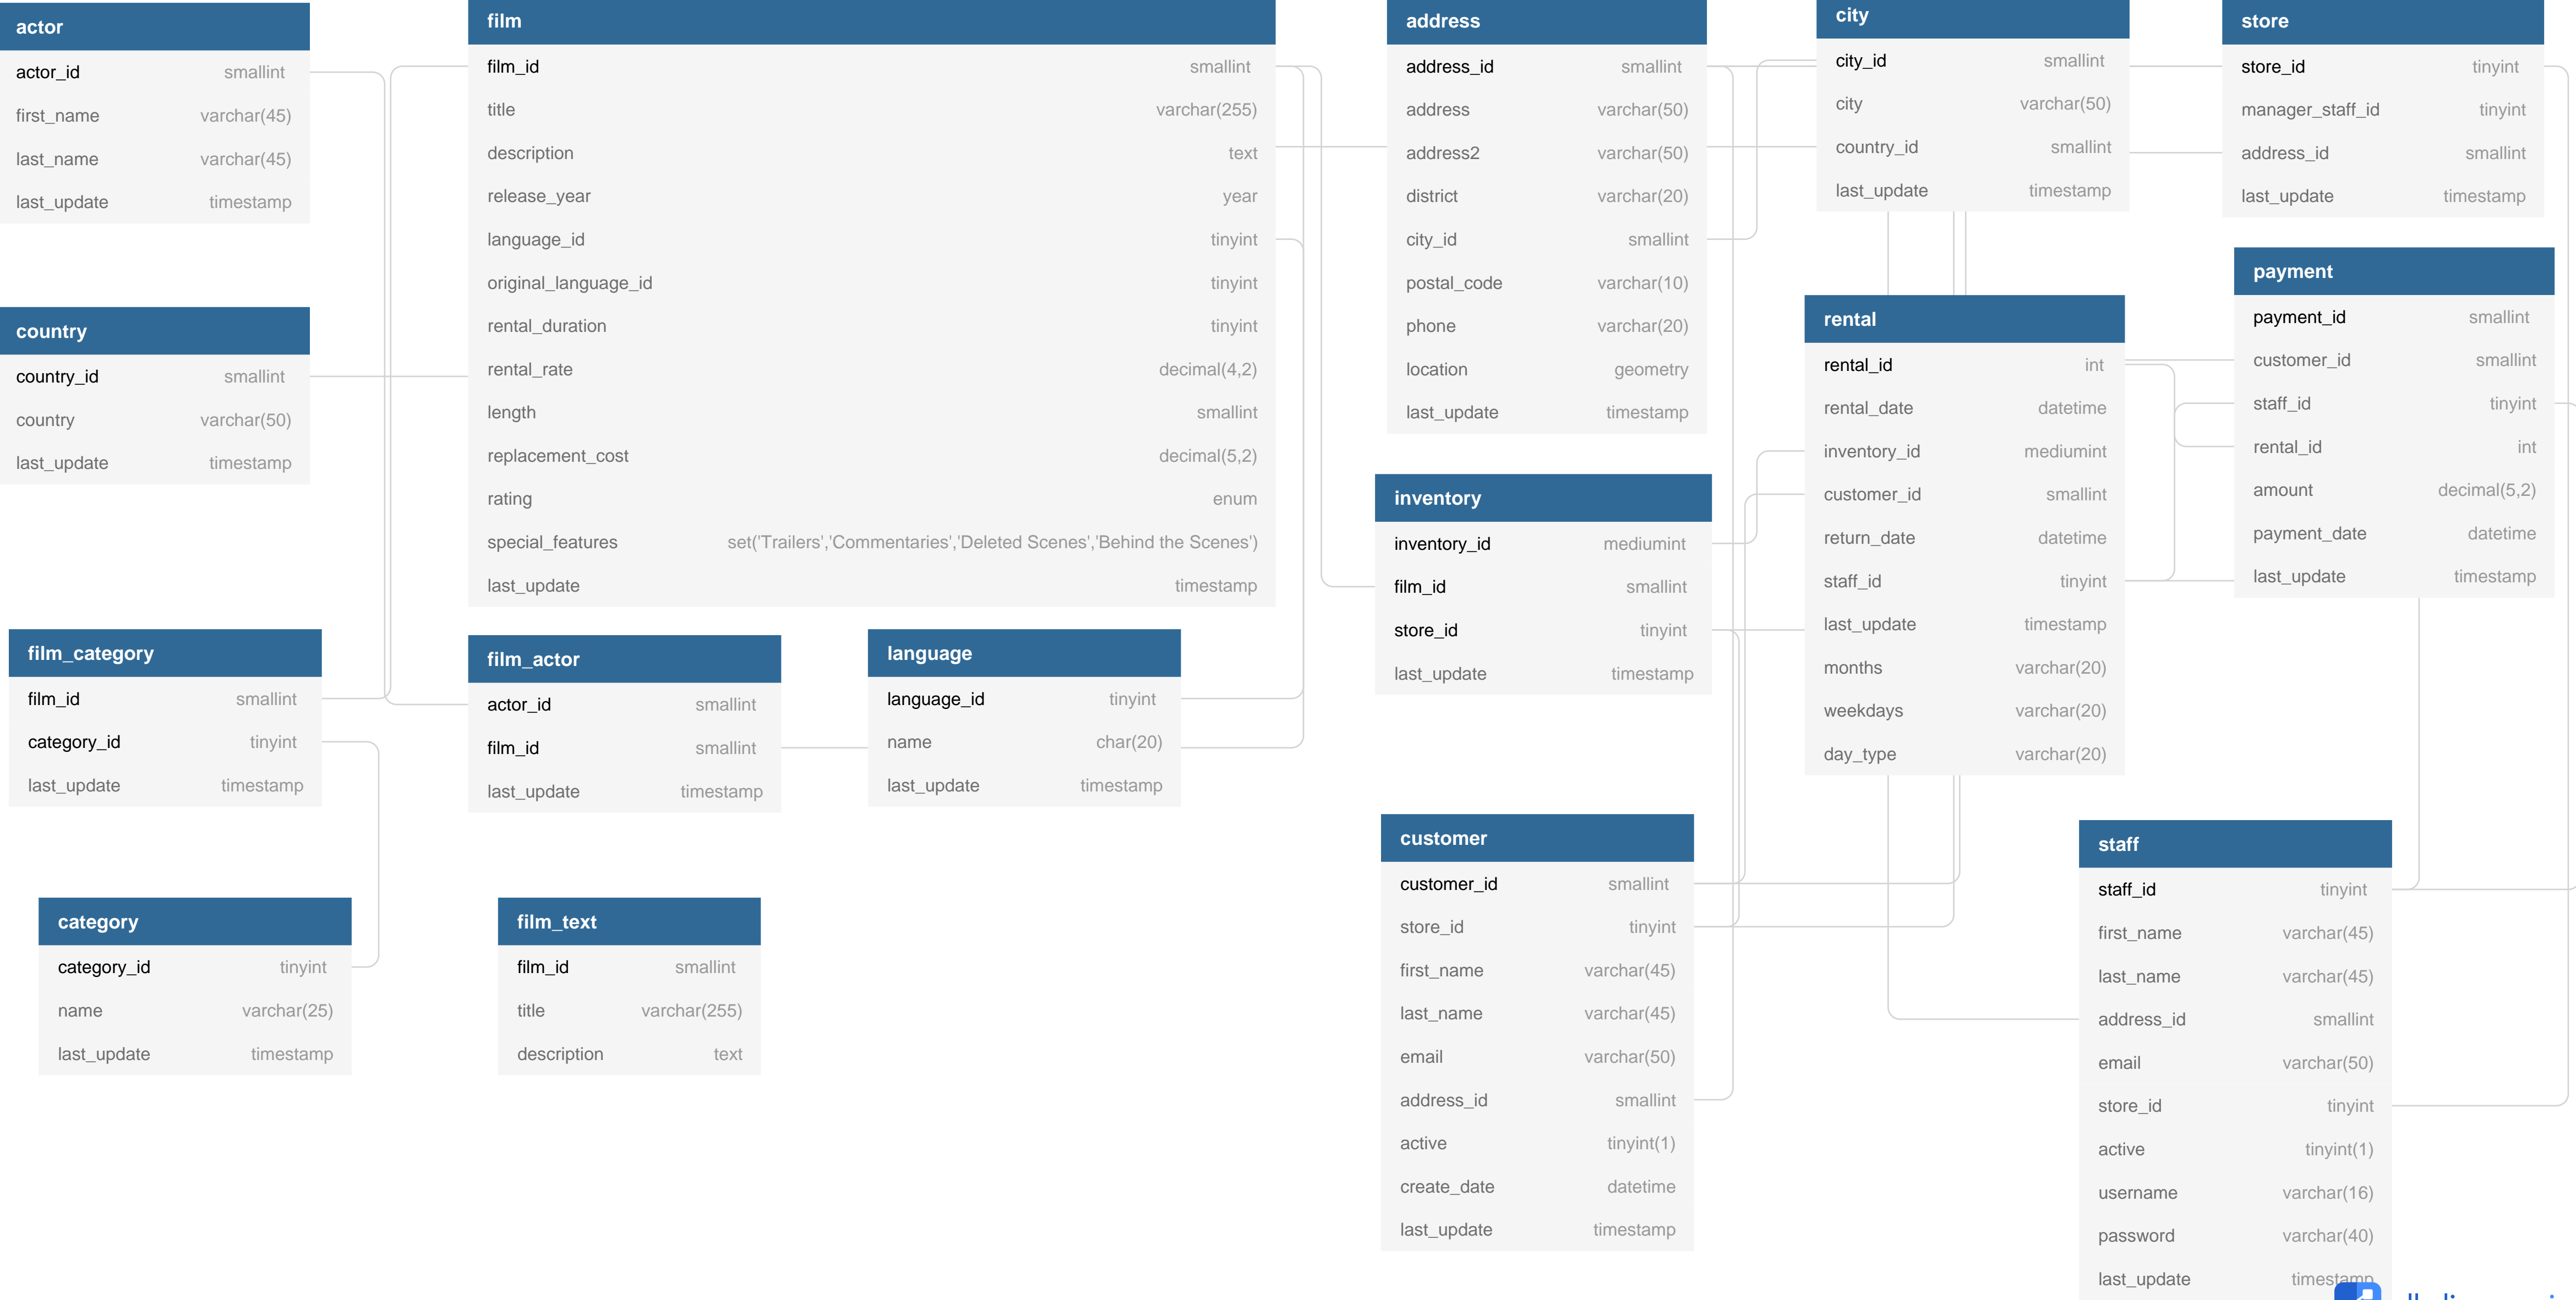 actor
actor_id smallint
first_name varchar(45)
last_name varchar(45)
last_update timestamp
country
country_id smallint
country varchar(50)
last_update timestamp
film_category
film_id smallint
category_id tinyint
last_update timestamp
category
category_id tinyint
name varchar(25)
last_update timestamp
film
film_id smallint
title varchar(255)
description text
release_year year
language_id tinyint
original_language_id tinyint
rental_duration tinyint
rental_rate decimal(4,2)
length smallint
replacement_cost decimal(5,2)
rating enum
special_features set('Trailers','Commentaries','Deleted Scenes','Behind the Scenes')
last_update timestamp
film_actor
actor_id smallint
film_id smallint
last_update timestamp
language
language_id tinyint
name char(20)
last_update timestamp
film_text
film_id smallint
title varchar(255)
description text
address
address_id smallint
address varchar(50)
address2 varchar(50)
district varchar(20)
city_id smallint
postal_code varchar(10)
phone varchar(20)
location geometry
last_update timestamp
inventory
inventory_id mediumint
film_id smallint
store_id tinyint
last_update timestamp
customer
customer_id smallint
store_id tinyint
first_name varchar(45)
last_name varchar(45)
email varchar(50)
address_id smallint
active tinyint(1)
create_date datetime
last_update timestamp
city
city_id smallint
city varchar(50)
country_id smallint
last_update timestamp
rental
rental_id int
rental_date datetime
inventory_id mediumint
customer_id smallint
return_date datetime
staff_id tinyint
last_update timestamp
months varchar(20)
weekdays varchar(20)
day_type varchar(20)
store
store_id tinyint
manager_staff_id tinyint
address_id smallint
last_update timestamp
payment
payment_id smallint
customer_id smallint
staff_id tinyint
rental_id int
amount decimal(5,2)
payment_date datetime
last_update timestamp
staff
staff_id tinyint
first_name varchar(45)
last_name varchar(45)
address_id smallint
email varchar(50)
store_id tinyint
active tinyint(1)
username varchar(16)
password varchar(40)
last_update timestamp